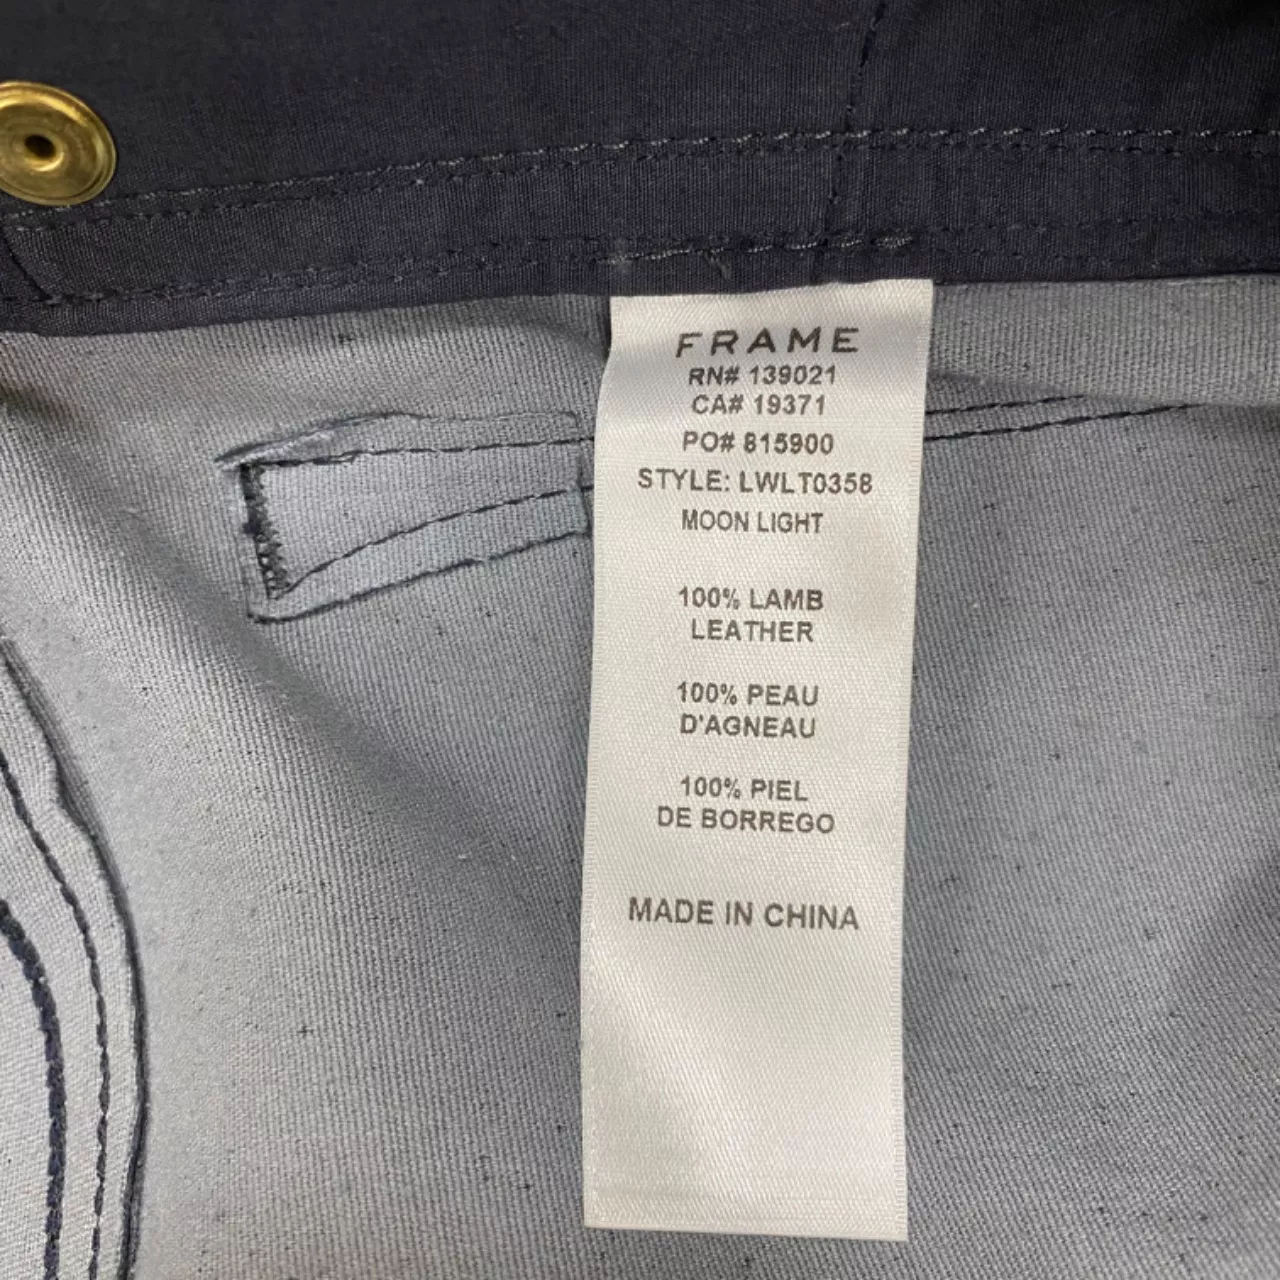 FRAME
RN# 139021
CA# 19371
PO# 815900
STYLE: LWLT0358
MOON LIGHT
100% LAMB
LEATHER
100% PEAU
D'AGNEAU
100% PIEL
DE BORREGO
MADE IN CHINA